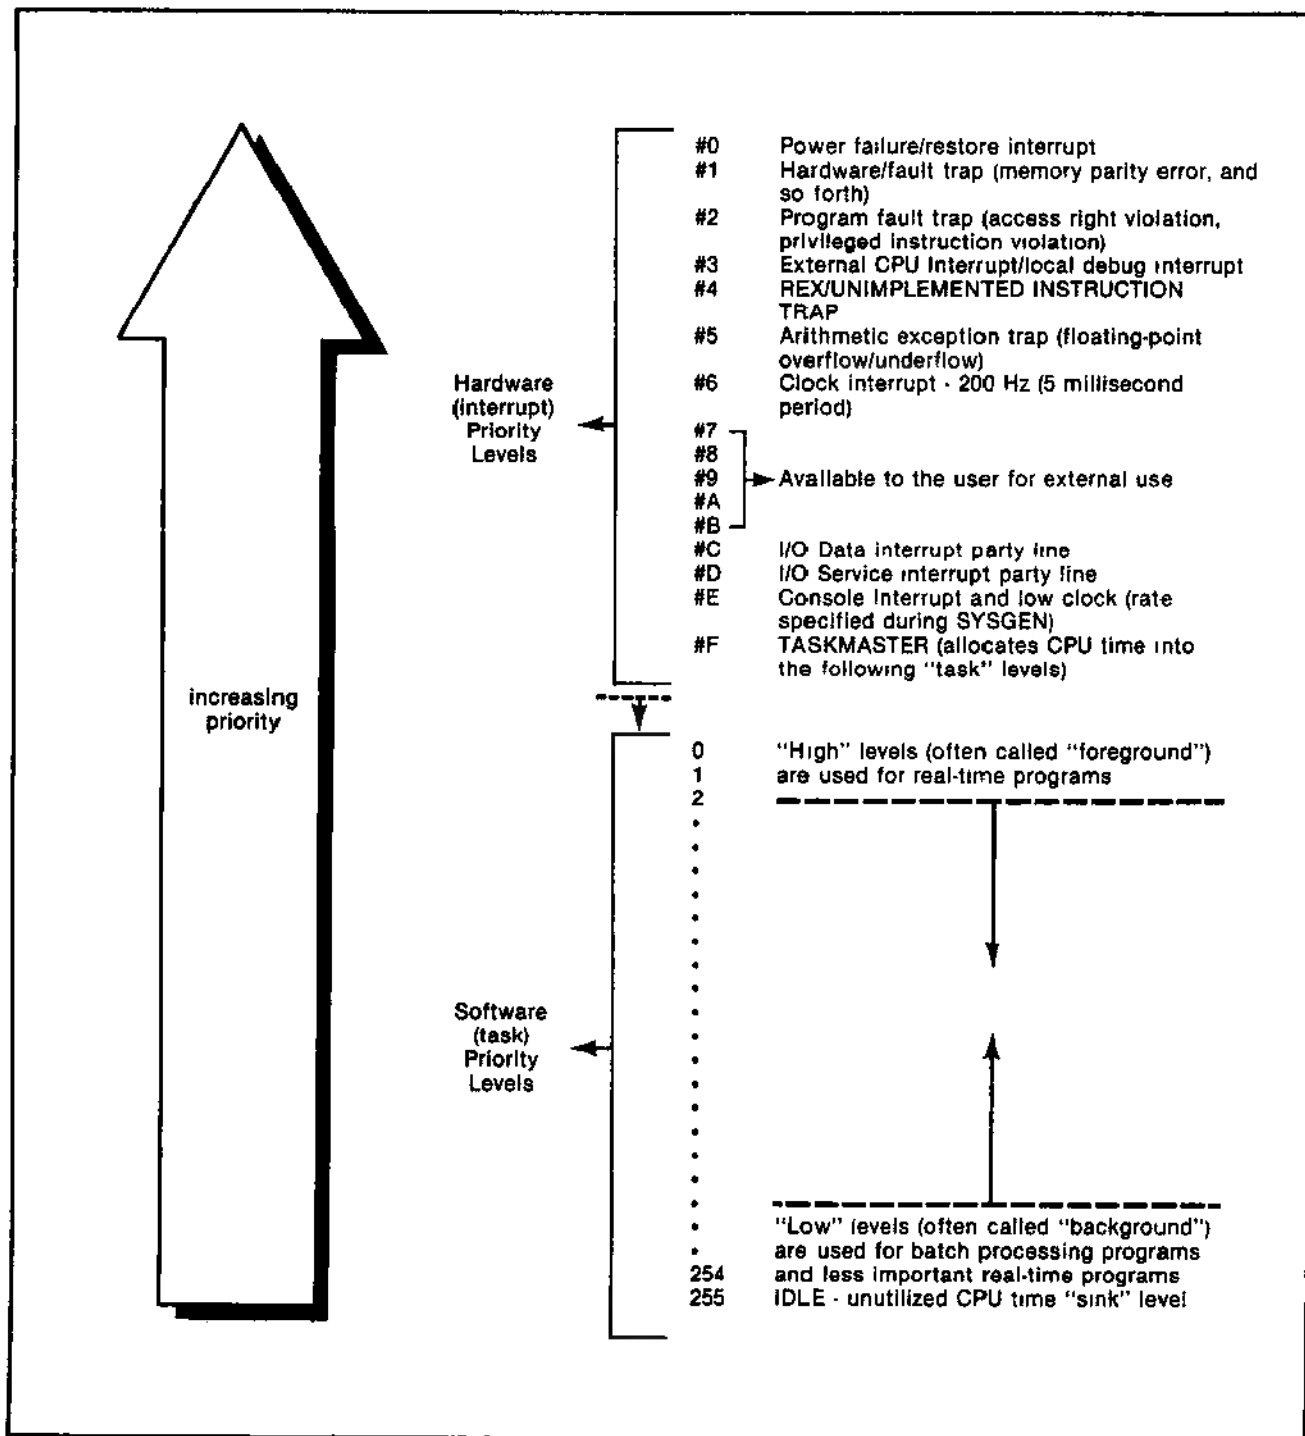 #0 Power failure/restore interrupt
#1 Hardware/fault trap (memory parity error, and
so forth)
#2 Program fault trap (access right violation,
privileged instruction violation)
#3 External CPU Interrupt/local debug interrupt
#4 REX/UNIMPLEMENTED INSTRUCTION
TRAP
#5 Arithmetic exception trap (floating-point
overflow/underflow)
#6 Clock interrupt - 200 Hz (5 millisecond
period)
Hardware
(interrupt)
Priority
Levels
#7
#8
#9 Available to the user for external use
#A
#B
#C I/O Data interrupt party line
#D I/O Service interrupt party line
#E Console Interrupt and low clock (rate
specified during SYSGEN)
#F TASKMASTER (allocates CPU time into
the following "task" levels)
increasing
priority
0 "High" levels (often called "foreground")
1 are used for real-time programs
2
Software
(task)
Priority
Levels
"Low" levels (often called "background")
are used for batch processing programs
254 and less important real-time programs
255 IDLE - unutilized CPU time "sink" level